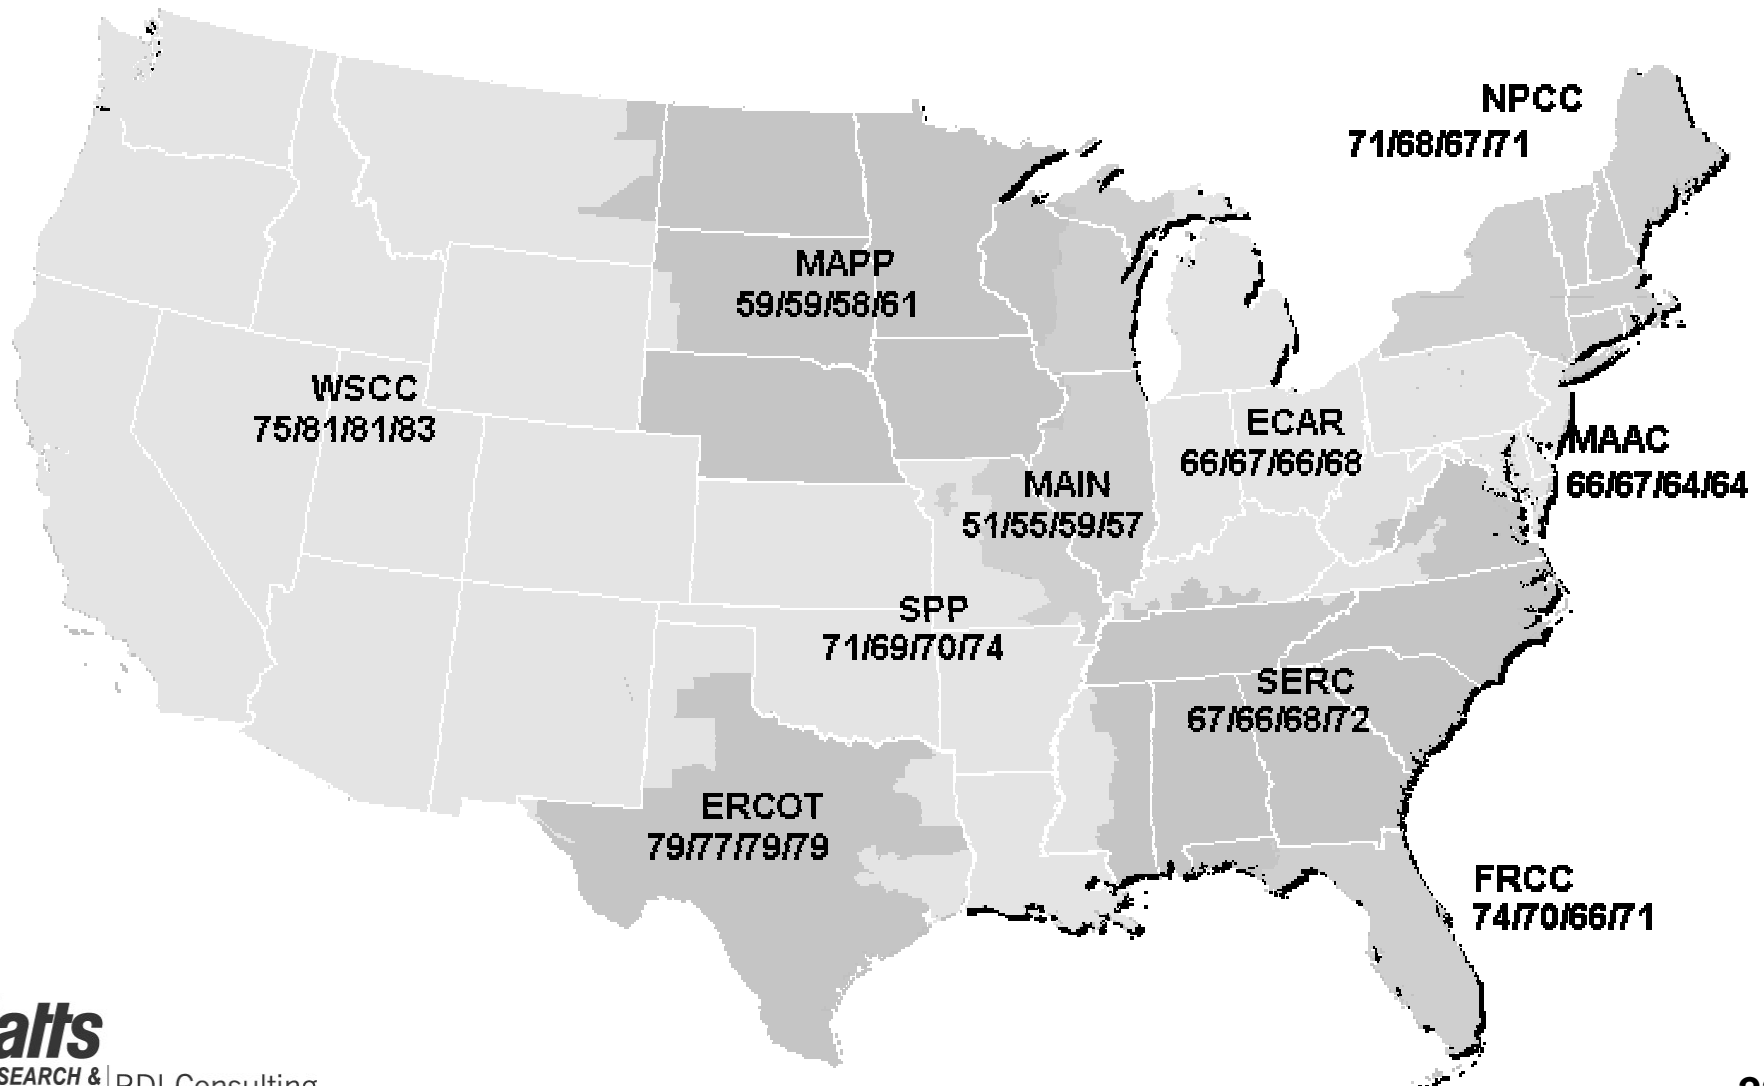 NPCC
71/68/67/71
MAPP
59/59/58/61
WSCC
75/81/81/83
ECAR
66/67/66/68
MAAC
66/67/64/64
MAIN
51/55/59/57
SPP
71/69/70/74
SERC
67/66/68/72
ERCOT
79/77/79/79
FRCC
74/70/66/71
atts
SEARCH &
RDI Consulting